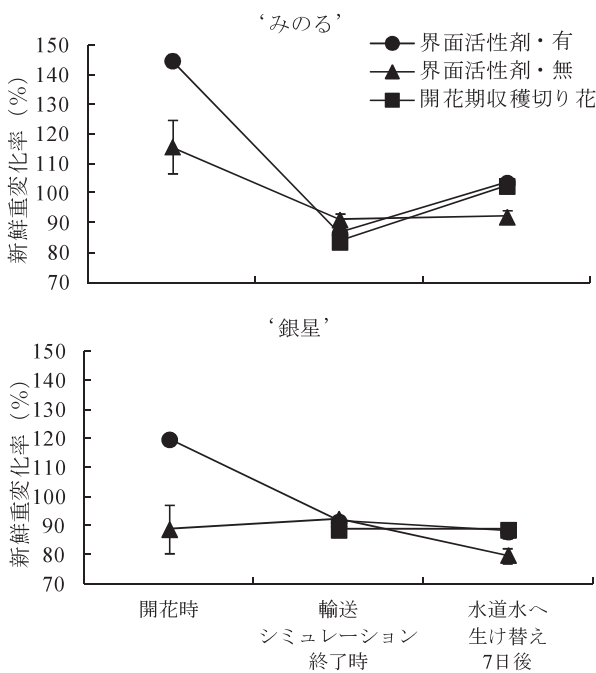 ‘みのる’
界面活性剤・有
界面活性剤・無
開花期収穫切り花
新鮮重変化率（%）
150
140
130
120
110
100
90
80
70
‘銀星’
新鮮重変化率（%）
150
140
130
120
110
100
90
80
70
開花時
輸送
シミュレーション
終了時
水道水へ
生け替え
7日後